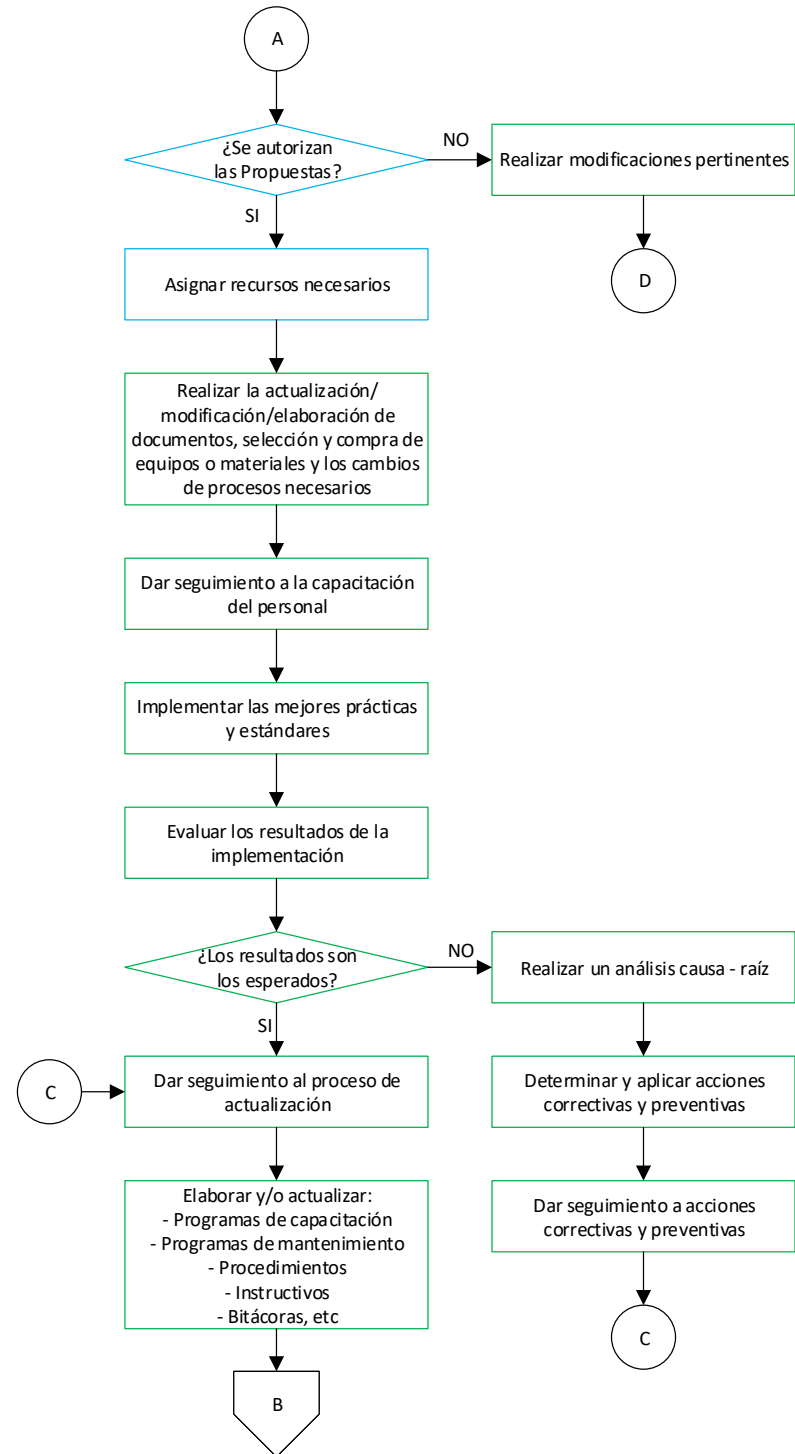 A
¿Se autorizan
las Propuestas?
NO
Realizar modificaciones pertinentes
SI
D
Asignar recursos necesarios
Realizar la actualización/
modificación/elaboración de
documentos, selección y compra de
equipos o materiales y los cambios
de procesos necesarios
Dar seguimiento a la capacitación
del personal
Implementar las mejores prácticas
y estándares
Evaluar los resultados de la
implementación
¿Los resultados son
los esperados?
NO
Realizar un análisis causa - raíz
SI
C
Dar seguimiento al proceso de
actualización
Determinar y aplicar acciones
correctivas y preventivas
Elaborar y/o actualizar:
- Programas de capacitación
- Programas de mantenimiento
- Procedimientos
- Instructivos
- Bitácoras, etc
Dar seguimiento a acciones
correctivas y preventivas
C
B